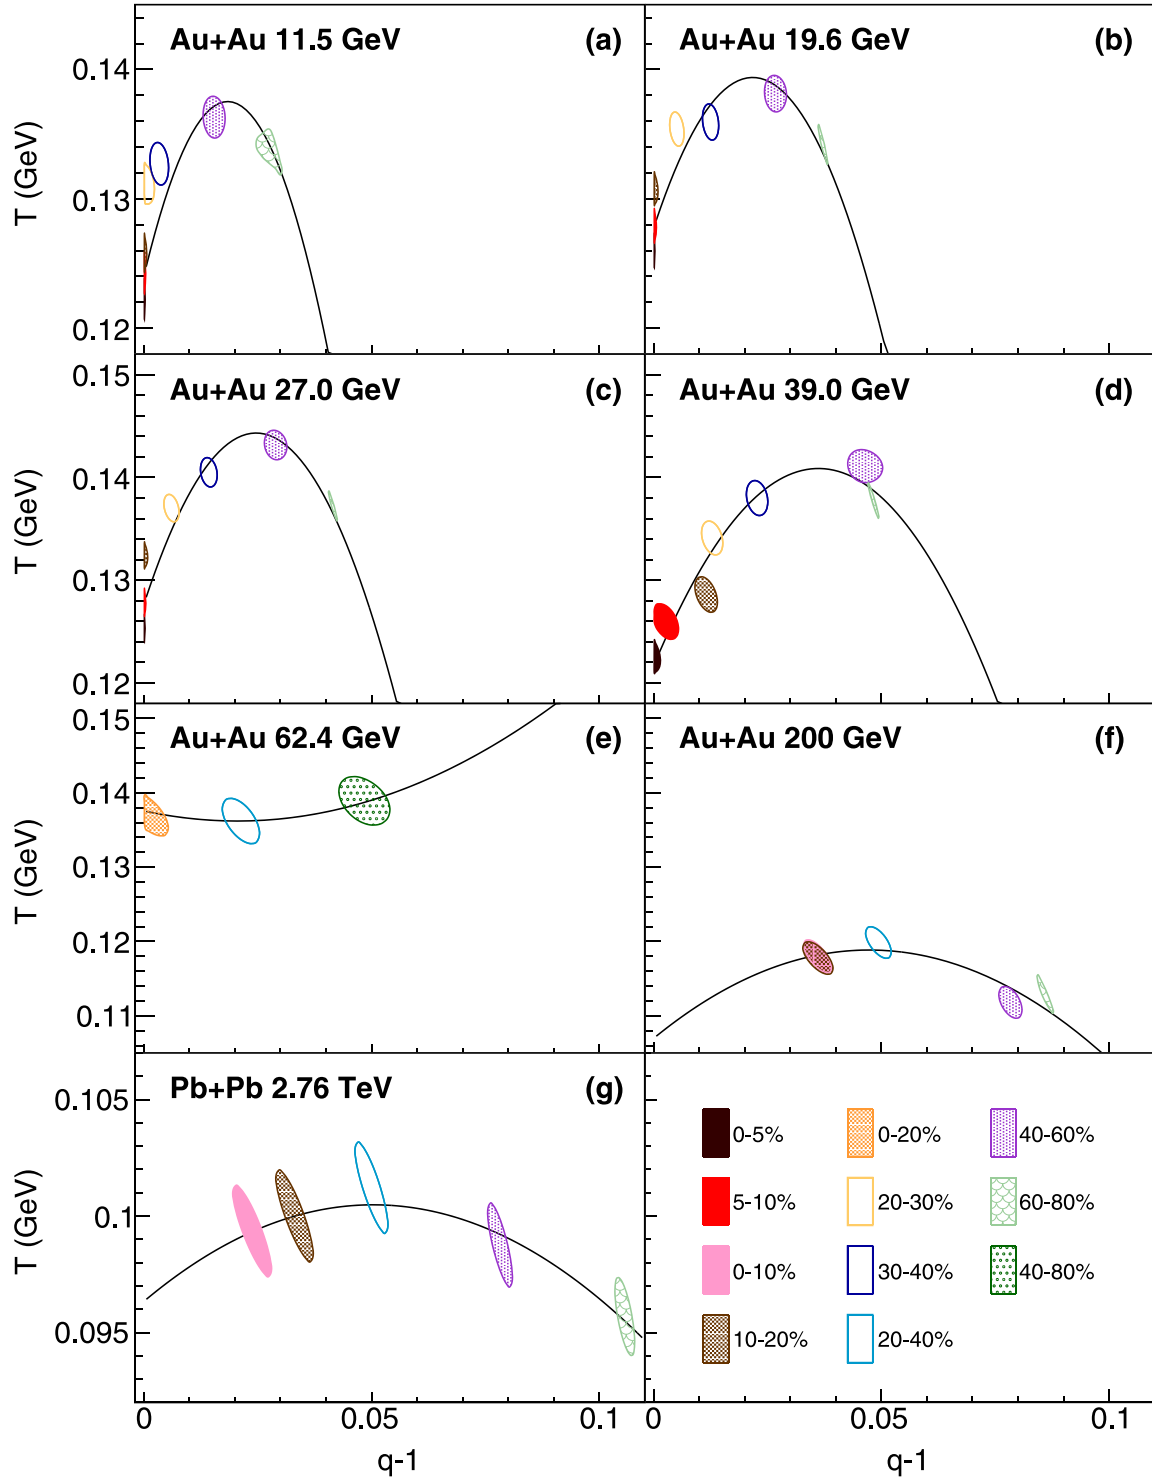 Au+Au 11.5 GeV (a)
Au+Au 19.6 GeV (b)
0.14
0.13
0.12
T (GeV)
Au+Au 27.0 GeV (c)
Au+Au 39.0 GeV (d)
0.15
0.14
0.13
0.12
T (GeV)
Au+Au 62.4 GeV (e)
Au+Au 200 GeV (f)
0.15
0.14
0.13
0.12
0.11
T (GeV)
Pb+Pb 2.76 TeV (g)
0.105
0.1
0.095
T (GeV)
0-5%
5-10%
0-10%
10-20%
0-20%
20-30%
30-40%
20-40%
40-60%
60-80%
40-80%
0 0.05 0.1
q-1
0 0.05 0.1
q-1